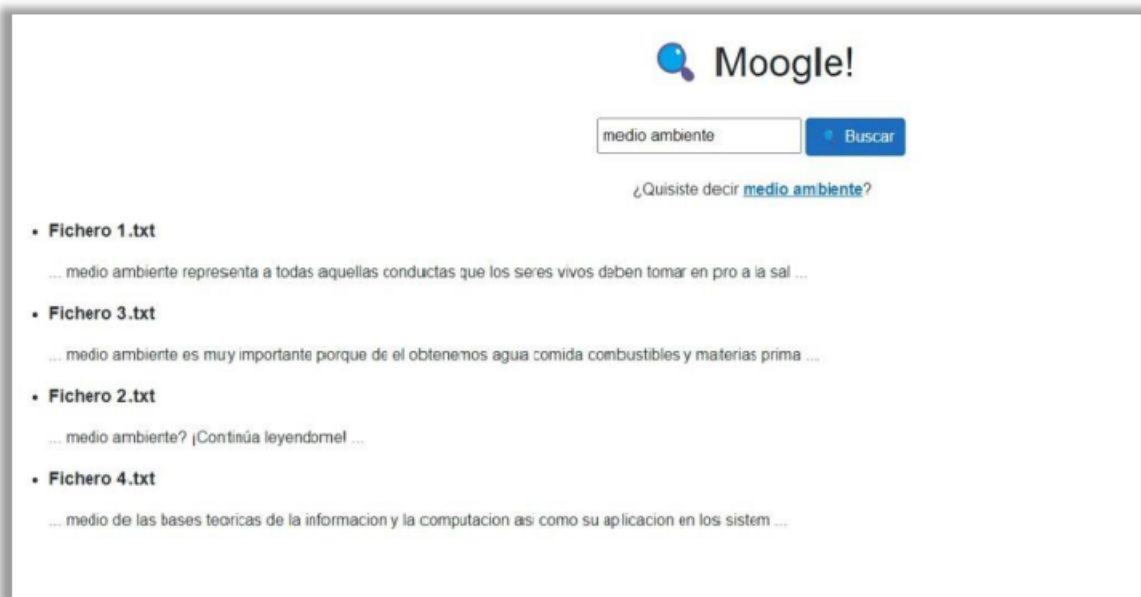 Moogle!
medio ambiente
Buscar
¿Quisiste decir medio ambiente?
• Fichero 1.txt
... medio ambiente representa a todas aquellas conductas que los seres vivos deben tomar en pro a la sal ...
• Fichero 3.txt
... medio ambiente es muy importante porque de el obtenemos agua comida combustibles y materias prima ...
• Fichero 2.txt
... medio ambiente? ¡Continúa leyendome! ...
• Fichero 4.txt
... medio de las bases teoricas de la informacion y la computacion asi como su aplicacion en los sistem ...